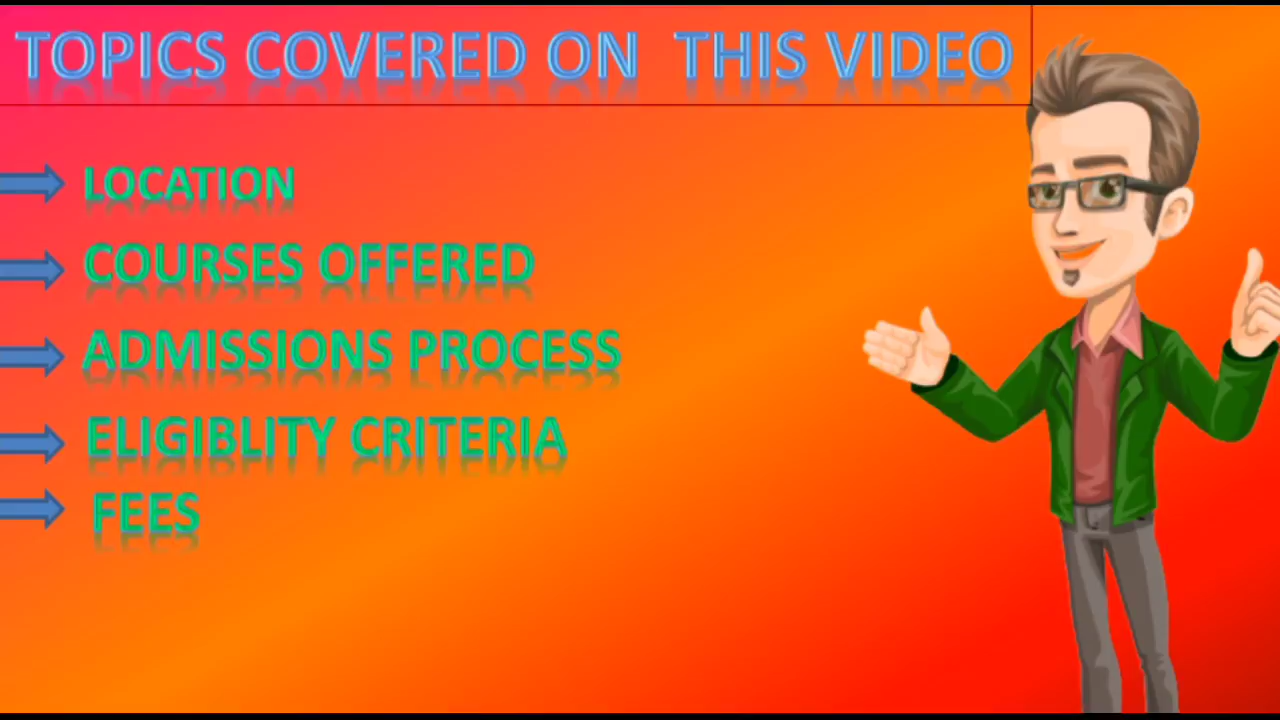 TOPICS COVERED ON THIS VIDEO
LOCATION
COURSES OFFERED
ADMISSIONS PROCESS
ELIGIBLITY CRITERIA
FEES